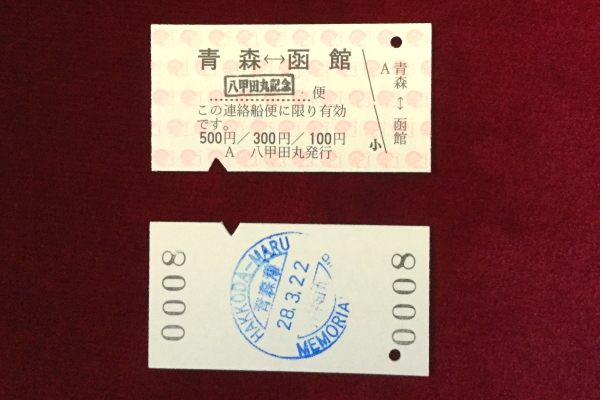 青森↔函館
八甲田丸記念
便
この連絡船便に限り有効
です。
500円／300円／100円
A 八甲田丸発行
A
青森↔函館
小
HAKKODA-MARU
青森港
28.3.22
MEMORIA
0008
0008